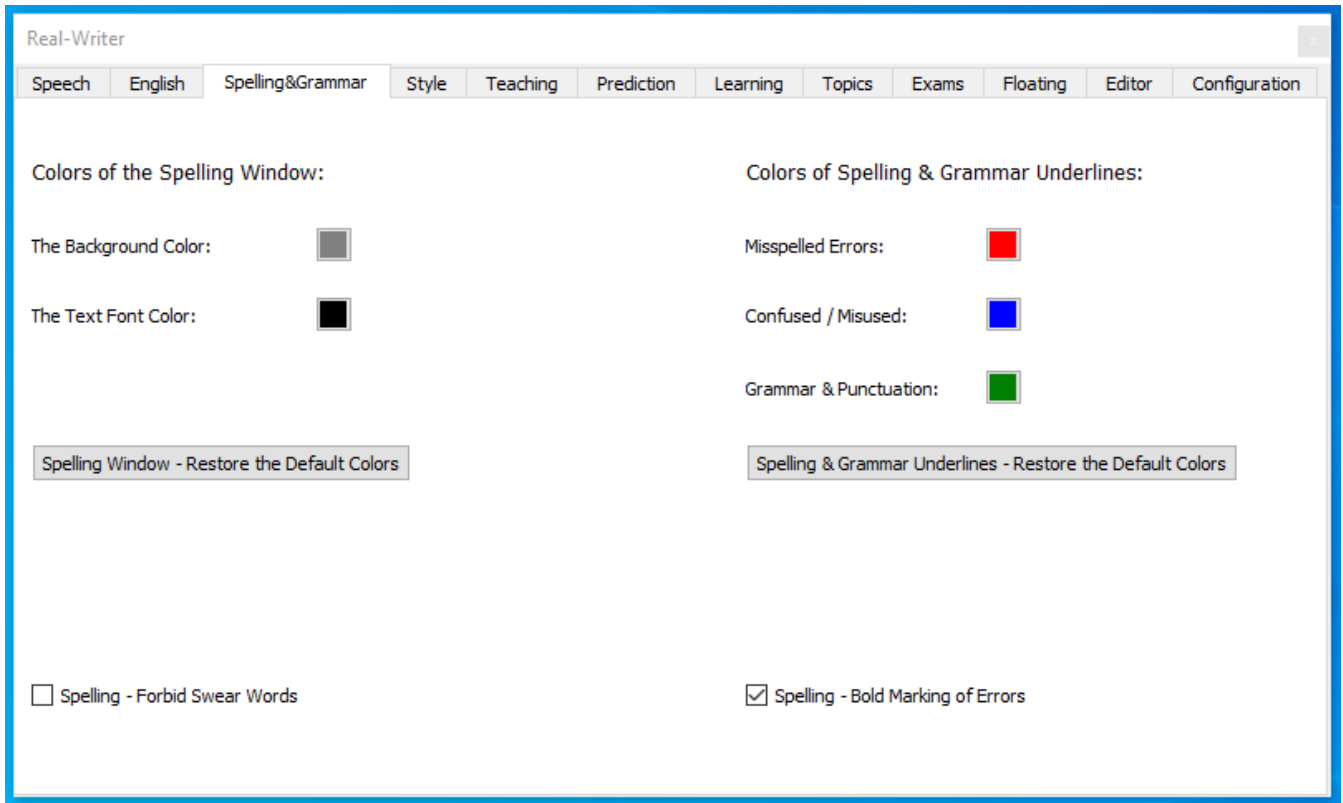 Real-Writer
x
Speech English Spelling&Grammar Style Teaching Prediction Learning Topics Exams Floating Editor Configuration
Colors of the Spelling Window: Colors of Spelling & Grammar Underlines:
The Background Color: Misspelled Errors:
The Text Font Color: Confused / Misused:
Grammar & Punctuation:
Spelling Window - Restore the Default Colors Spelling & Grammar Underlines - Restore the Default Colors
Spelling - Forbid Swear Words Spelling - Bold Marking of Errors